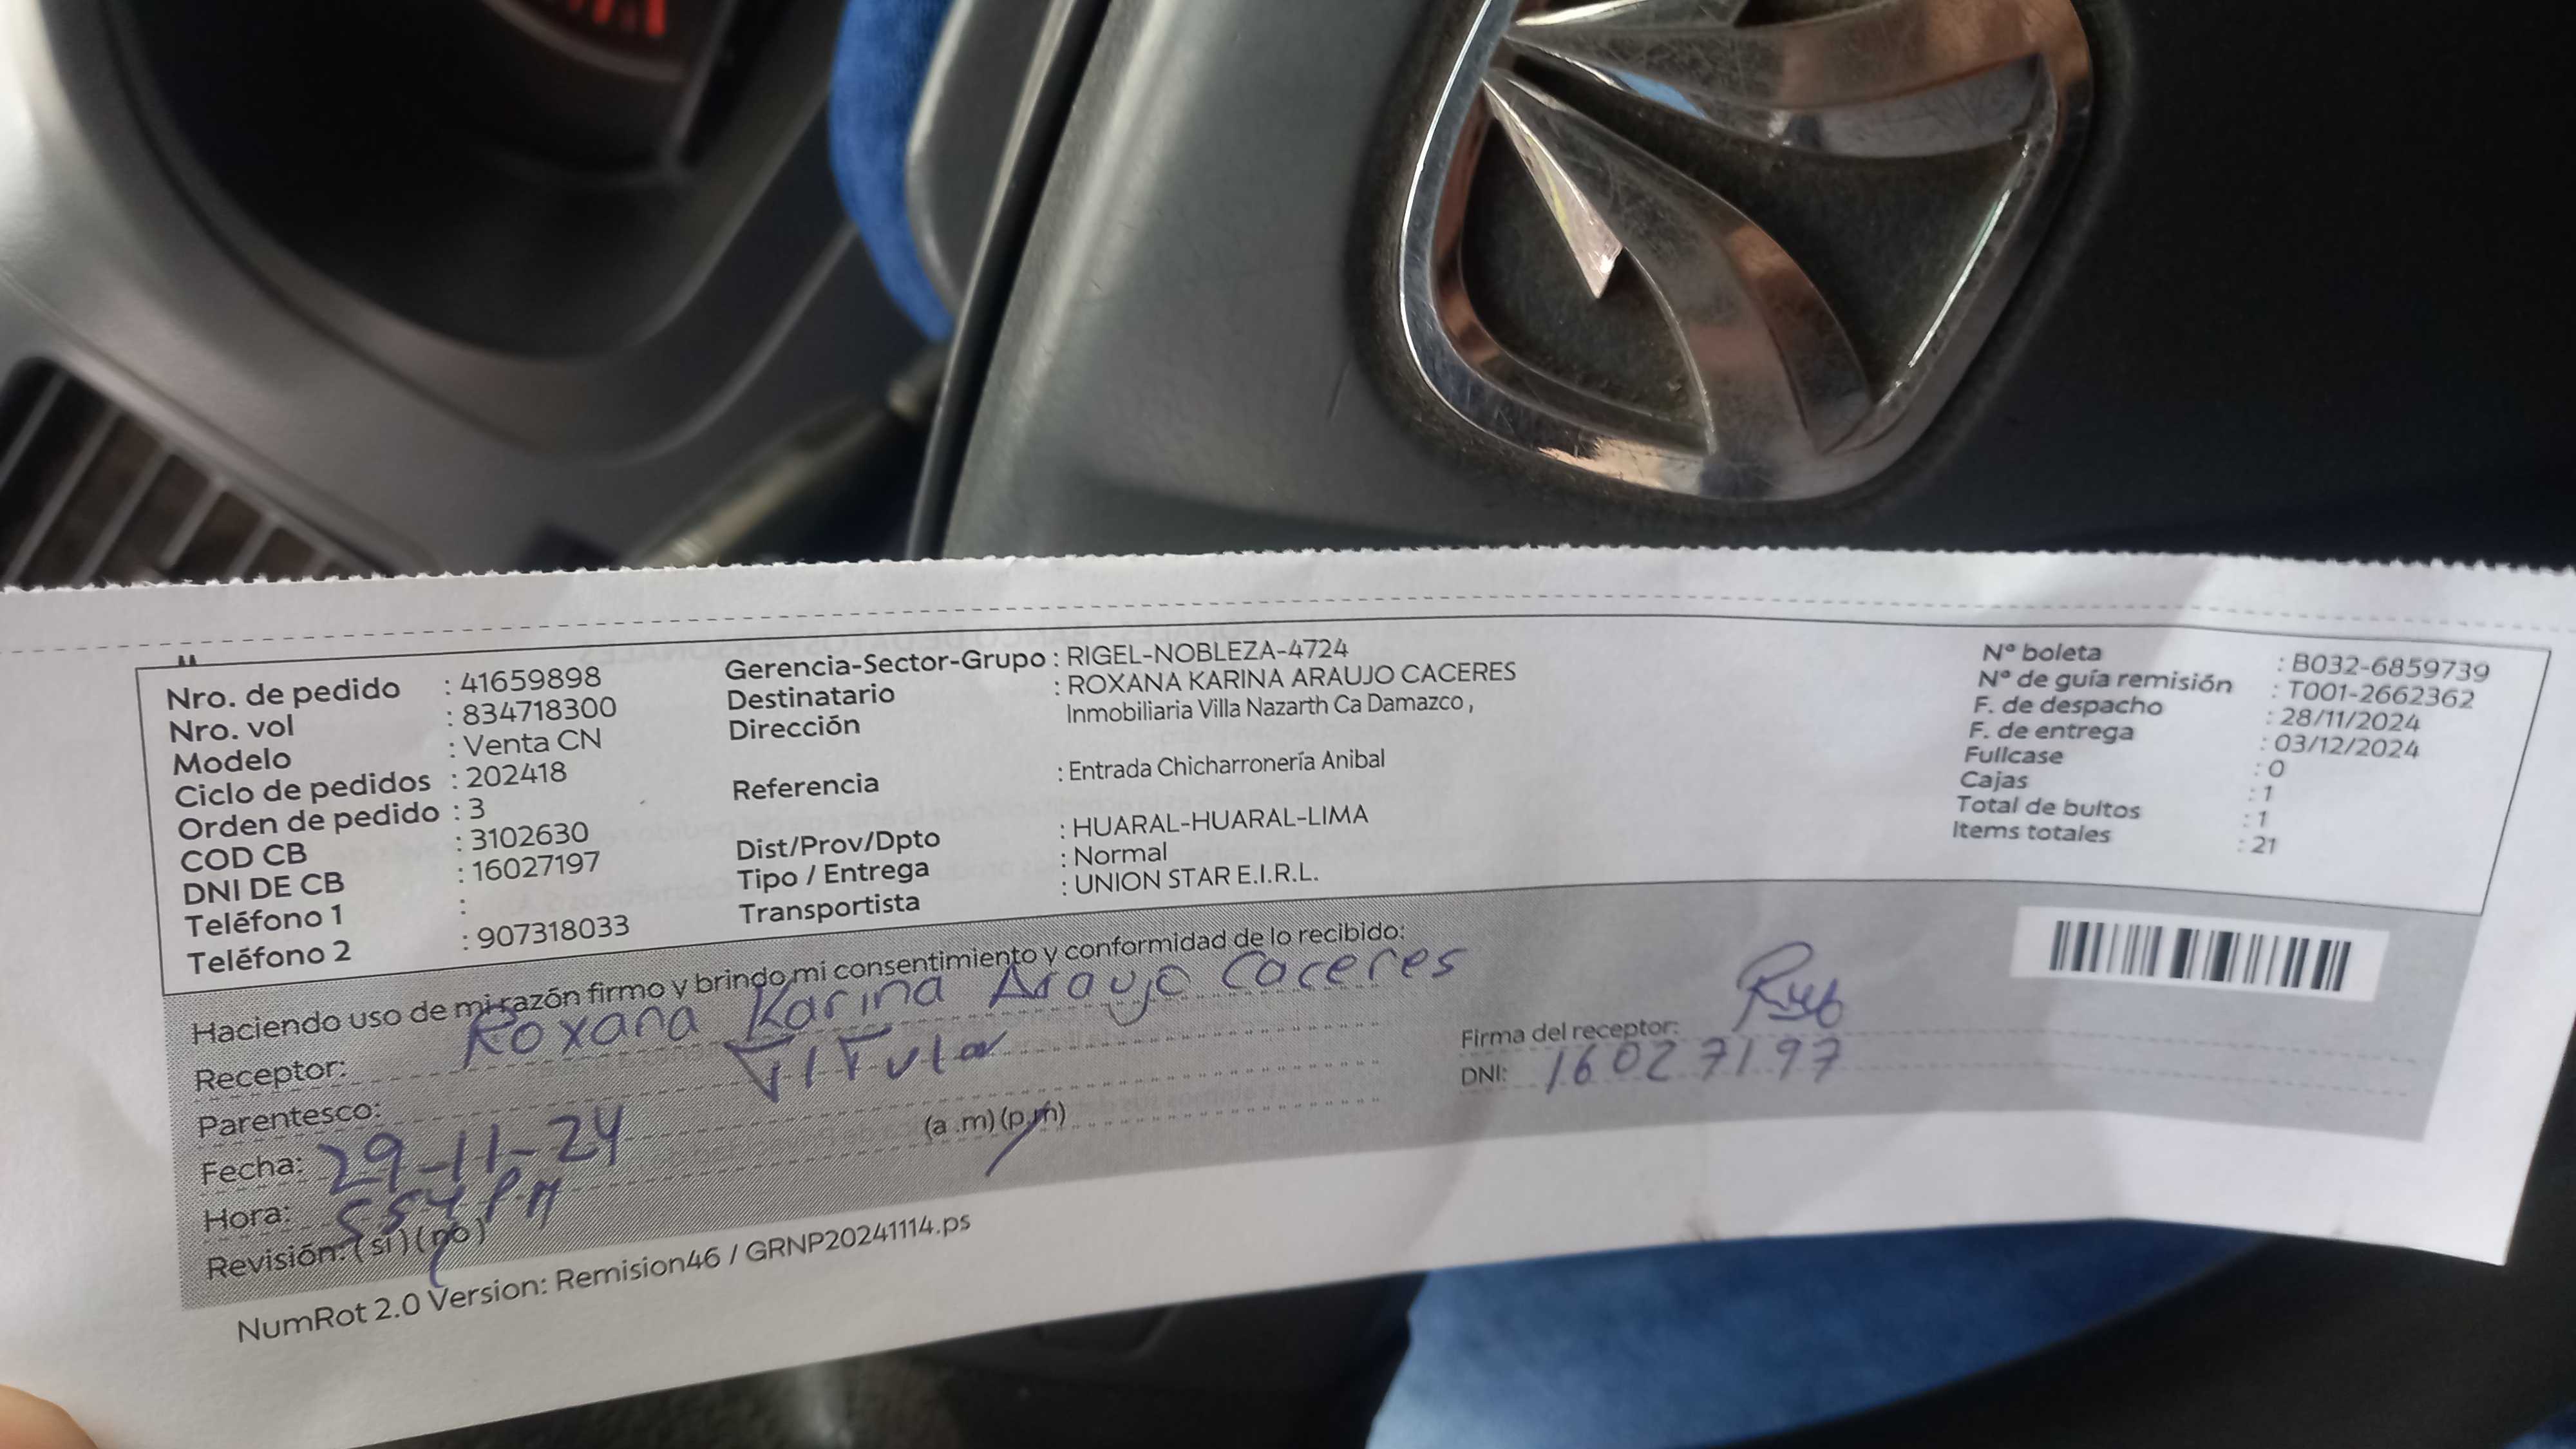 Nro. de pedido : 41659898
Nro. vol : 834718300
Modelo : Venta CN
Ciclo de pedidos : 202418
Orden de pedido : 3
COD CB : 3102630
DNI DE CB : 16027197
Teléfono 1 :
Teléfono 2 : 907318033
Gerencia-Sector-Grupo : RIGEL-NOBLEZA-4724
Destinatario : ROXANA KARINA ARAUJO CACERES
Dirección Inmobiliaria Villa Nazarth Ca Damazco ,
Referencia : Entrada Chicharronería Anibal
Dist/Prov/Dpto : HUARAL-HUARAL-LIMA
Tipo / Entrega : Normal
Transportista : UNION STAR E.I.R.L.
N° boleta : B032-6859739
N° de guía remisión : T001-2662362
F. de despacho : 28/11/2024
F. de entrega : 03/12/2024
Fullcase : 0
Cajas : 1
Total de bultos : 1
Items totales : 21
Haciendo uso de mi razón firmo y brindo mi consentimiento y conformidad de lo recibido:
Receptor: Roxana Karina Araujo Caceres
Parentesco: Titular
Fecha: 29-11-24
Hora: 554 PM (a .m) (p.m)
Revisión: (si) (no)
Firma del receptor:
DNI: 16027197
NumRot 2.0 Version: Remision46 / GRNP20241114.ps